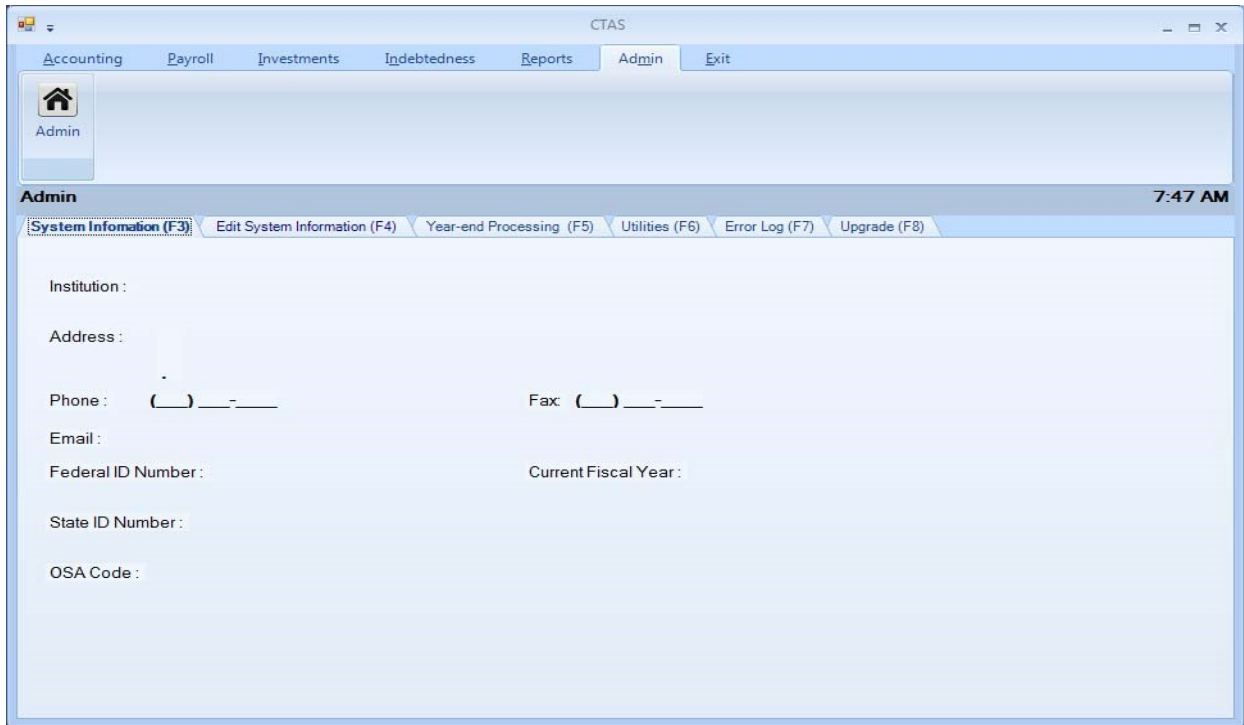 CTAS
Accounting Payroll Investments Indebtedness Reports Admin Exit
Admin
Admin 7:47 AM
System Infomation (F3) Edit System Information (F4) Year-end Processing (F5) Utilities (F6) Error Log (F7) Upgrade (F8)
Institution :
Address :
.
Phone : (___) ___-____ Fax: (___) ___-____
Email :
Federal ID Number : Current Fiscal Year :
State ID Number :
OSA Code :